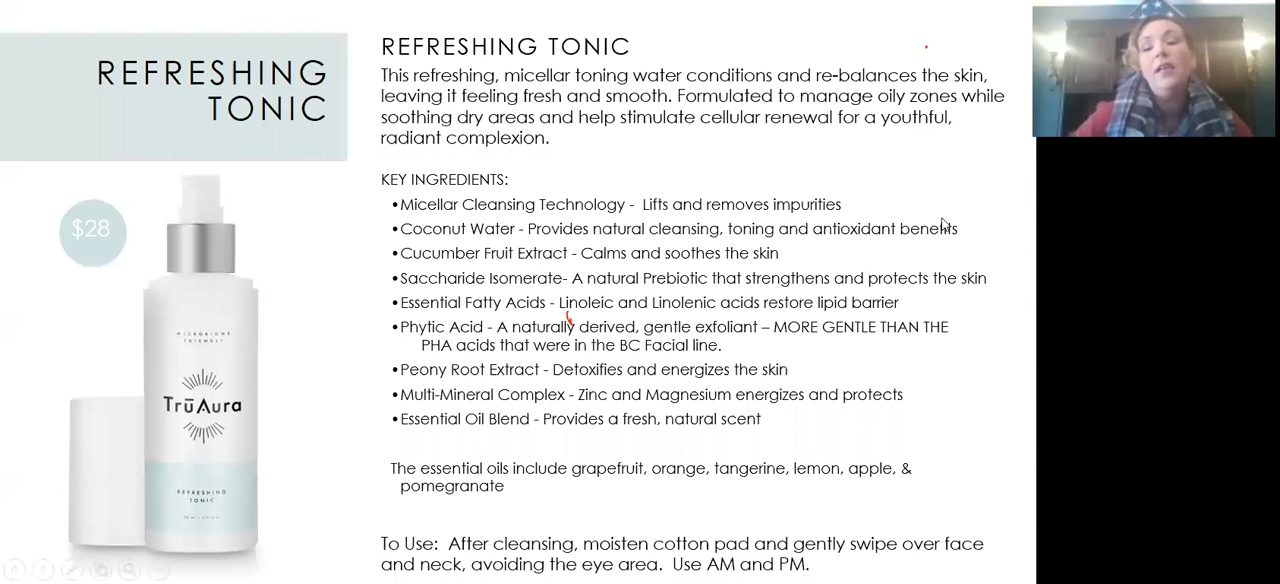 REFRESHING
TONIC
$28
MICROBIOME
FRIENDLY
TrūAura
REFRESHING
TONIC
REFRESHING TONIC
This refreshing, micellar toning water conditions and re-balances the skin,
leaving it feeling fresh and smooth. Formulated to manage oily zones while
soothing dry areas and help stimulate cellular renewal for a youthful,
radiant complexion.
KEY INGREDIENTS:
•Micellar Cleansing Technology - Lifts and removes impurities
•Coconut Water - Provides natural cleansing, toning and antioxidant benefits
•Cucumber Fruit Extract - Calms and soothes the skin
•Saccharide Isomerate- A natural Prebiotic that strengthens and protects the skin
•Essential Fatty Acids - Linoleic and Linolenic acids restore lipid barrier
•Phytic Acid - A naturally derived, gentle exfoliant – MORE GENTLE THAN THE
PHA acids that were in the BC Facial line.
•Peony Root Extract - Detoxifies and energizes the skin
•Multi-Mineral Complex - Zinc and Magnesium energizes and protects
•Essential Oil Blend - Provides a fresh, natural scent
The essential oils include grapefruit, orange, tangerine, lemon, apple, &
pomegranate
To Use: After cleansing, moisten cotton pad and gently swipe over face
and neck, avoiding the eye area. Use AM and PM.